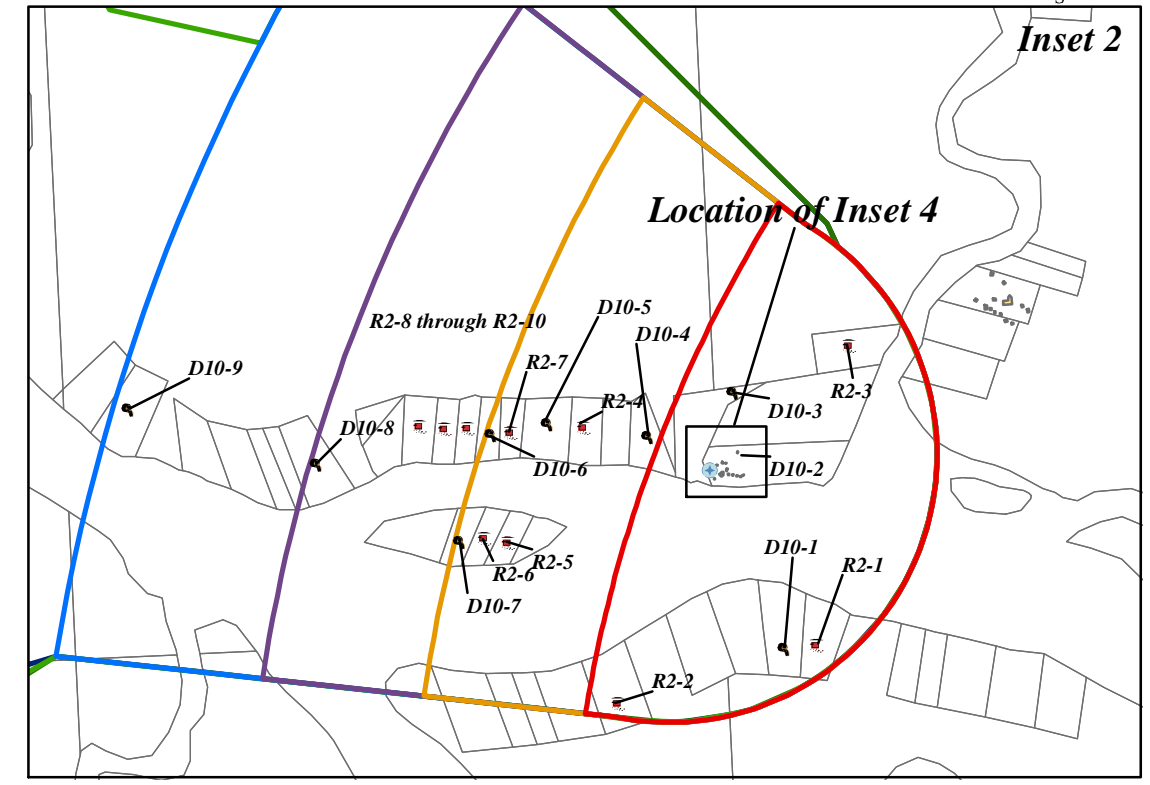 Inset 2
Location of Inset 4
D10-5
R2-8 through R2-10
D10-4
R2-7
D10-9
R2-3
R2-4
D10-3
D10-8
D10-6
D10-2
D10-1
R2-5
R2-1
R2-6
D10-7
R2-2